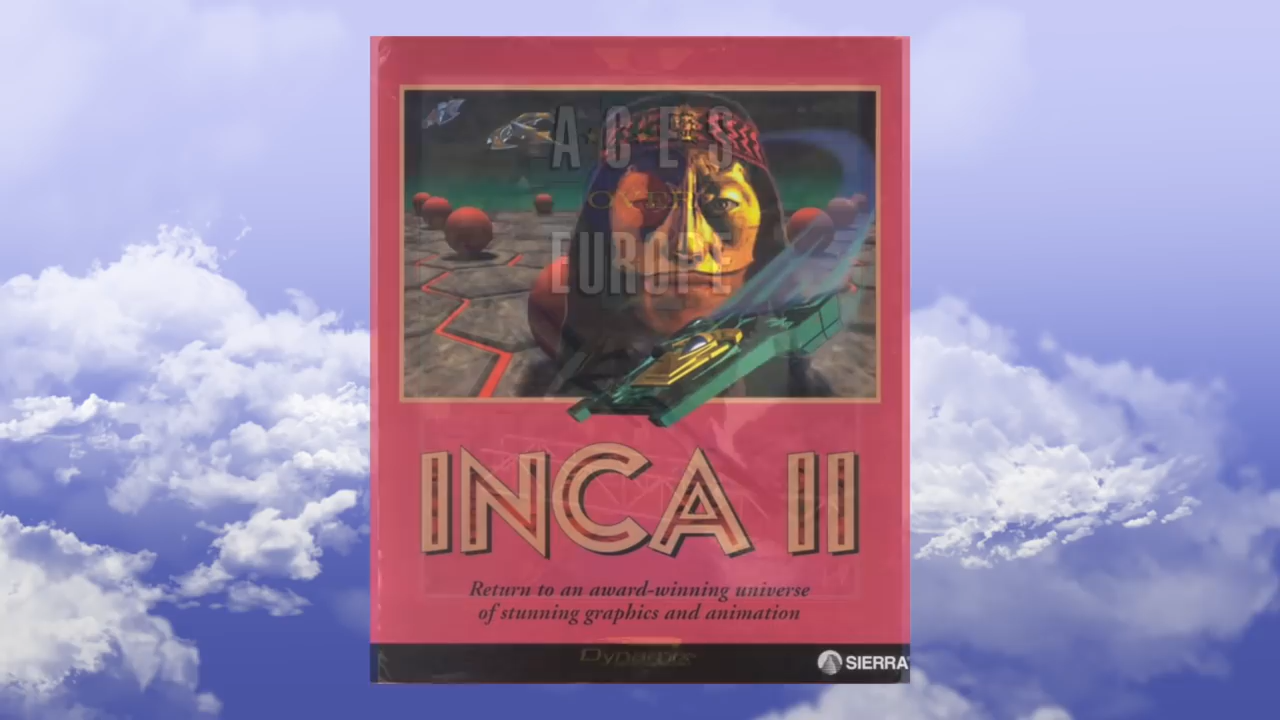 ACES
OVER
EUROPE
INCA II
Return to an award-winning universe
of stunning graphics and animation
Dynamix
SIERRA